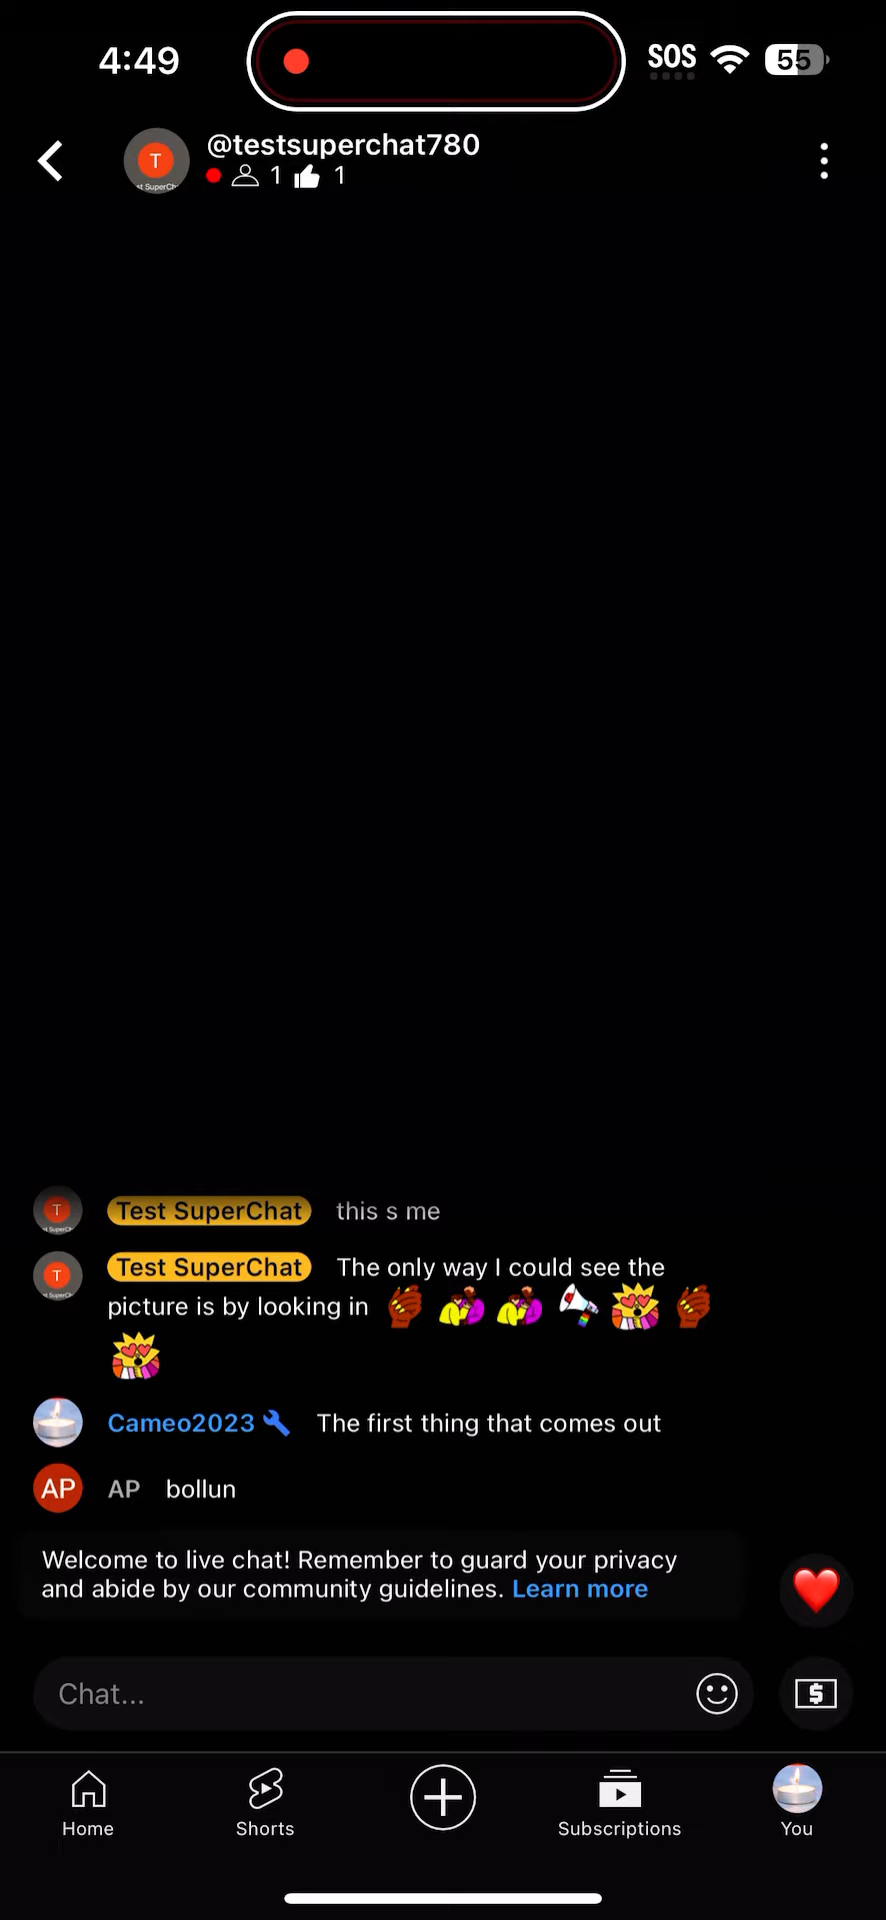 4:49 SOS 55
@testsuperchat780
1 1
T
st SuperCh
T Test SuperChat this s me
T Test SuperChat The only way I could see the
picture is by looking in
Cameo2023 The first thing that comes out
AP AP bollun
Welcome to live chat! Remember to guard your privacy
and abide by our community guidelines. Learn more
Chat... $
Home Shorts Subscriptions You